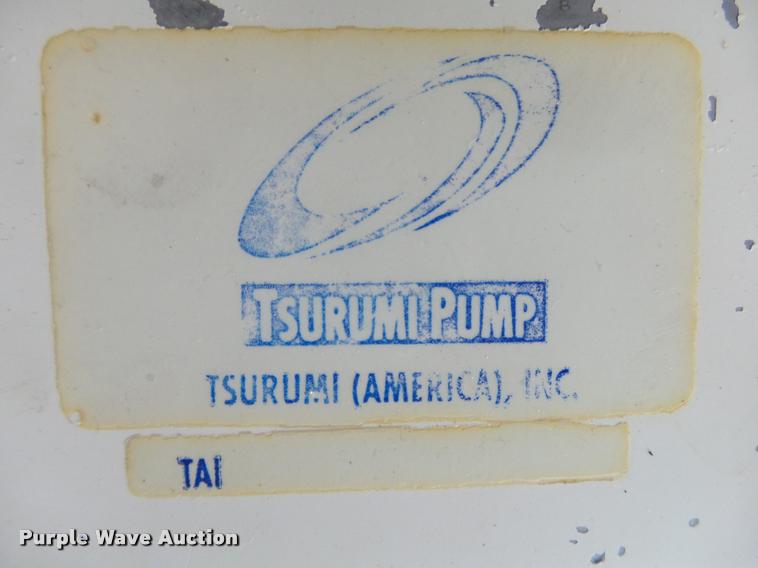 TSURUMI PUMP
TSURUMI (AMERICA), INC.
TAI
Purple Wave Auction